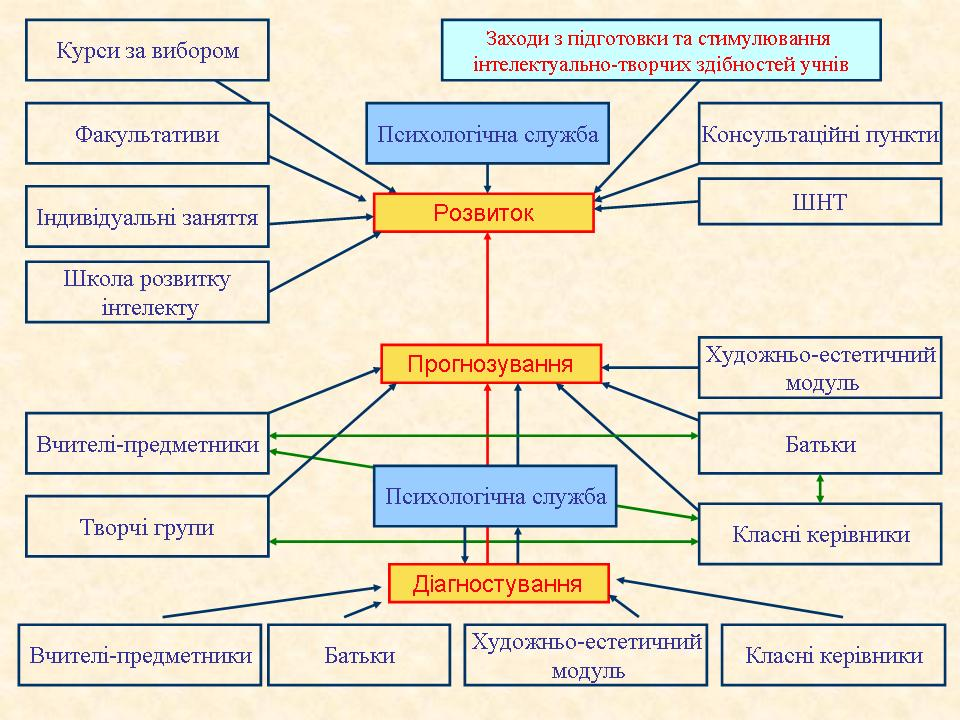 Курси за вибором
Заходи з підготовки та стимулювання
інтелектуально-творчих здібностей учнів
Факультативи
Психологічна служба
Консультаційні пункти
Індивідуальні заняття
Розвиток
ШНТ
Школа розвитку
інтелекту
Прогнозування
Художньо-естетичний
модуль
Вчителі-предметники
Батьки
Психологічна служба
Творчі групи
Класні керівники
Діагностування
Вчителі-предметники
Батьки
Художньо-естетичний
модуль
Класні керівники